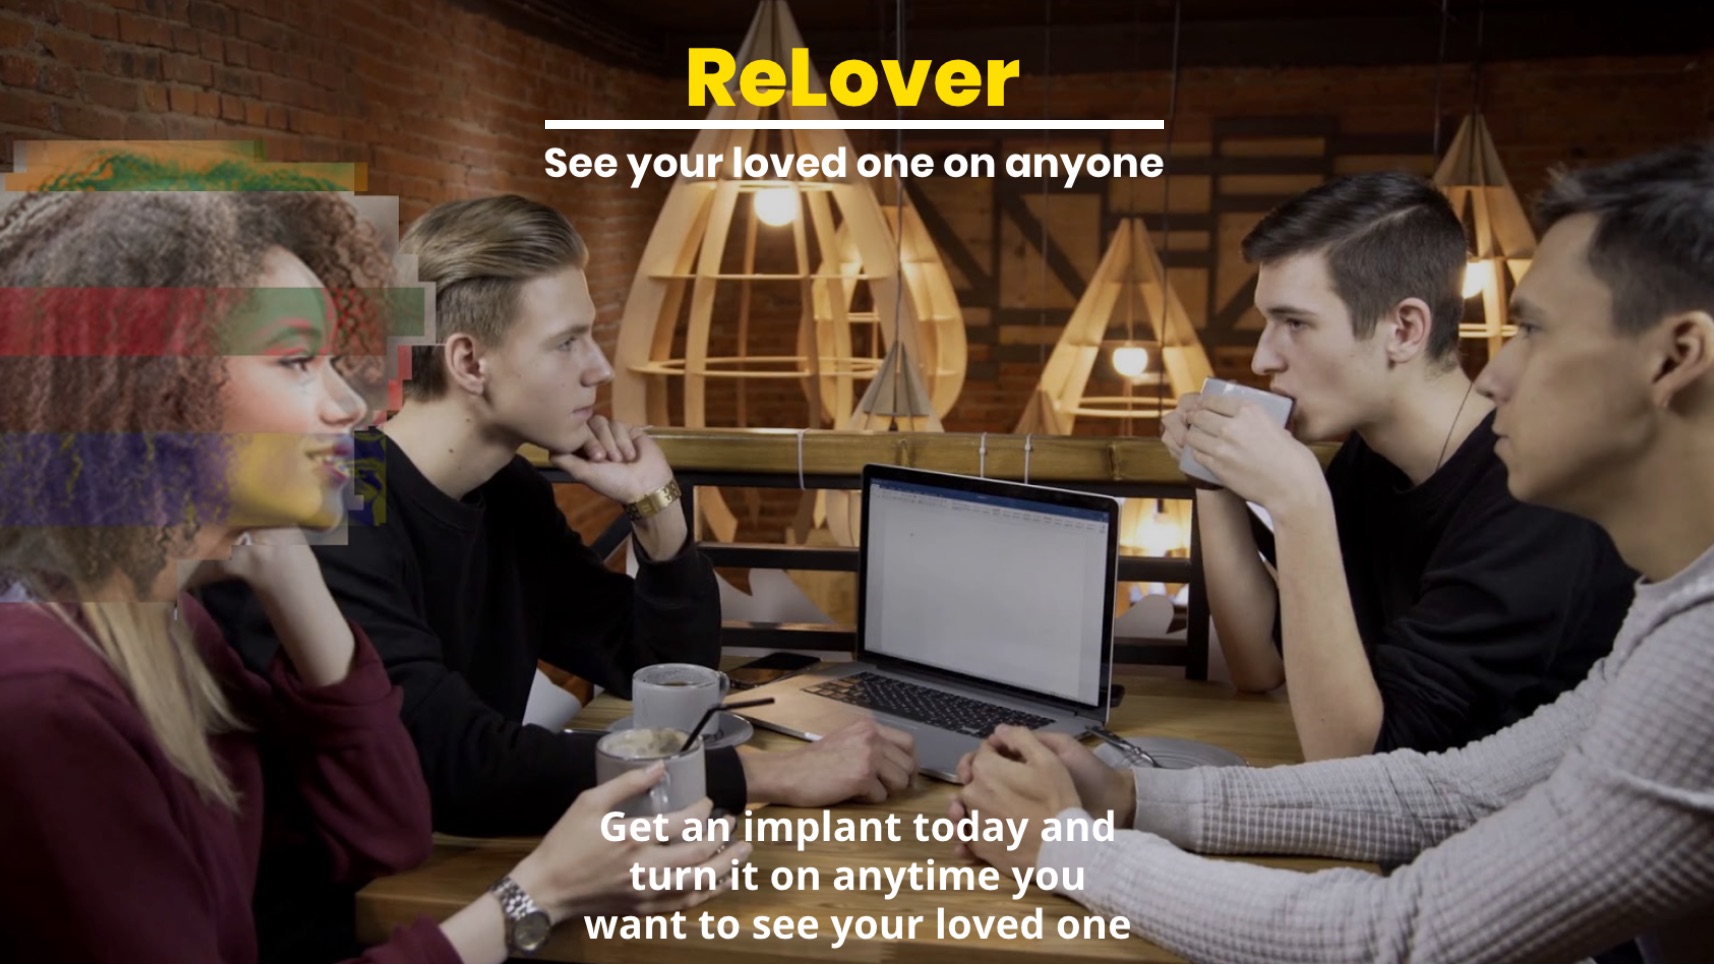 ReLover
See your loved one on anyone
Get an implant today and
turn it on anytime you
want to see your loved one